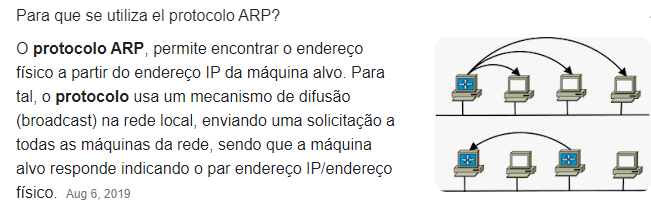 Para que se utiliza el protocolo ARP?
O protocolo ARP, permite encontrar o endereço
físico a partir do endereço IP da máquina alvo. Para
tal, o protocolo usa um mecanismo de difusão
(broadcast) na rede local, enviando uma solicitação a
todas as máquinas da rede, sendo que a máquina
alvo responde indicando o par endereço IP/endereço
físico. Aug 6, 2019